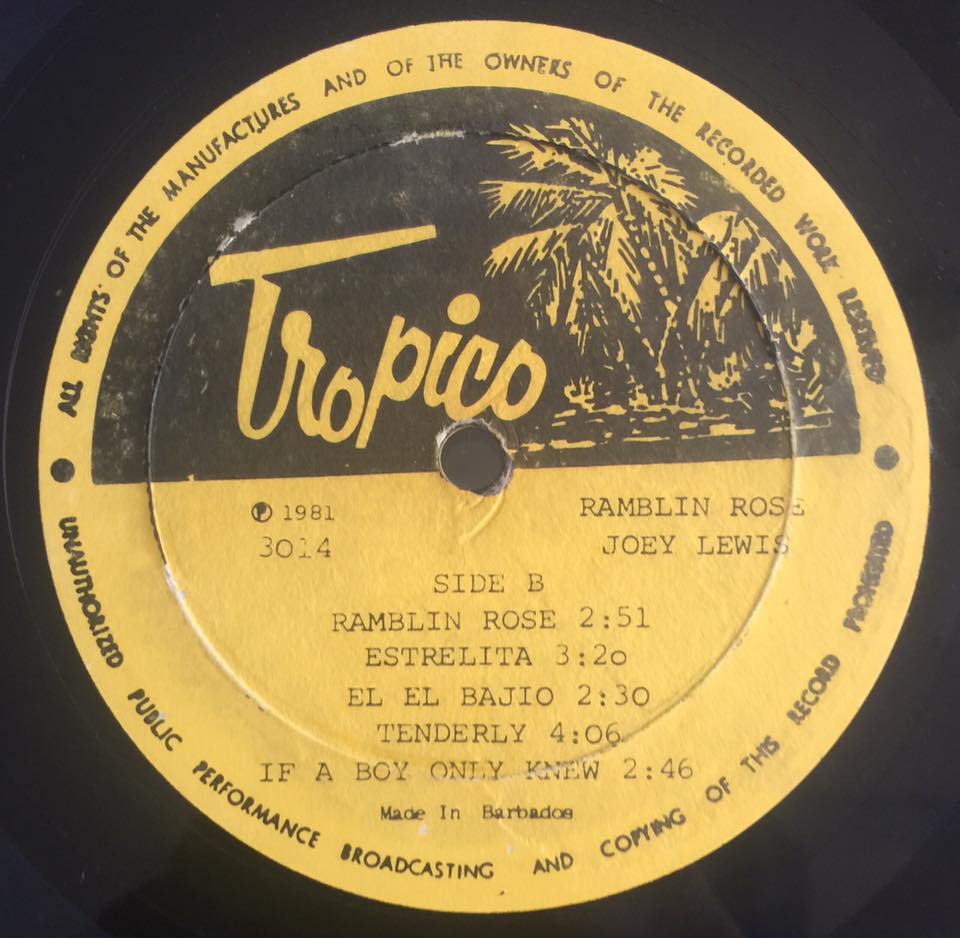 ALL RIGHTS OF THE MANUFACTURES AND OF THE OWNERS OF THE RECORDED WORK RESERVED
Tropico
℗ 1981
3014
RAMBLIN ROSE
JOEY LEWIS
SIDE B
RAMBLIN ROSE 2:51
ESTRELITA 3:20
EL EL BAJIO 2:30
TENDERLY 4:06
IF A BOY ONLY KNEW 2:46
Made In Barbados
UNAUTHORIZED PUBLIC PERFORMANCE BROADCASTING AND COPYING OF THIS RECORD PROHIBITED